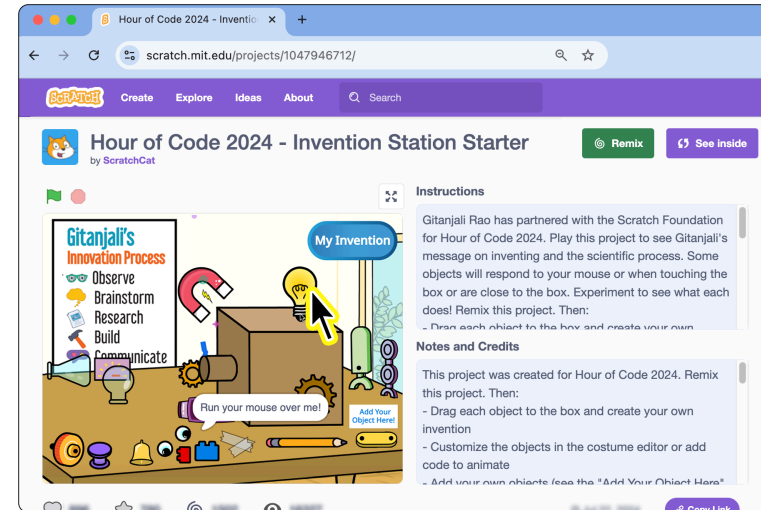 Hour of Code 2024 - Inventio
scratch.mit.edu/projects/1047946712/
SCRATCH Create Explore Ideas About Search
Hour of Code 2024 - Invention Station Starter
by ScratchCat
Remix
See inside
Gitanjali's
Innovation Process
Observe
Brainstorm
Research
Build
Communicate
My Invention
Run your mouse over me!
Add Your
Object Here!
Instructions
Gitanjali Rao has partnered with the Scratch Foundation
for Hour of Code 2024. Play this project to see Gitanjali's
message on inventing and the scientific process. Some
objects will respond to your mouse or when touching the
box or are close to the box. Experiment to see what each
does! Remix this project. Then:
- Drag each object to the box and create your own
Notes and Credits
This project was created for Hour of Code 2024. Remix
this project. Then:
- Drag each object to the box and create your own
invention
- Customize the objects in the costume editor or add
code to animate
- Add your own objects (see the "Add Your Object Here"
Copy Link